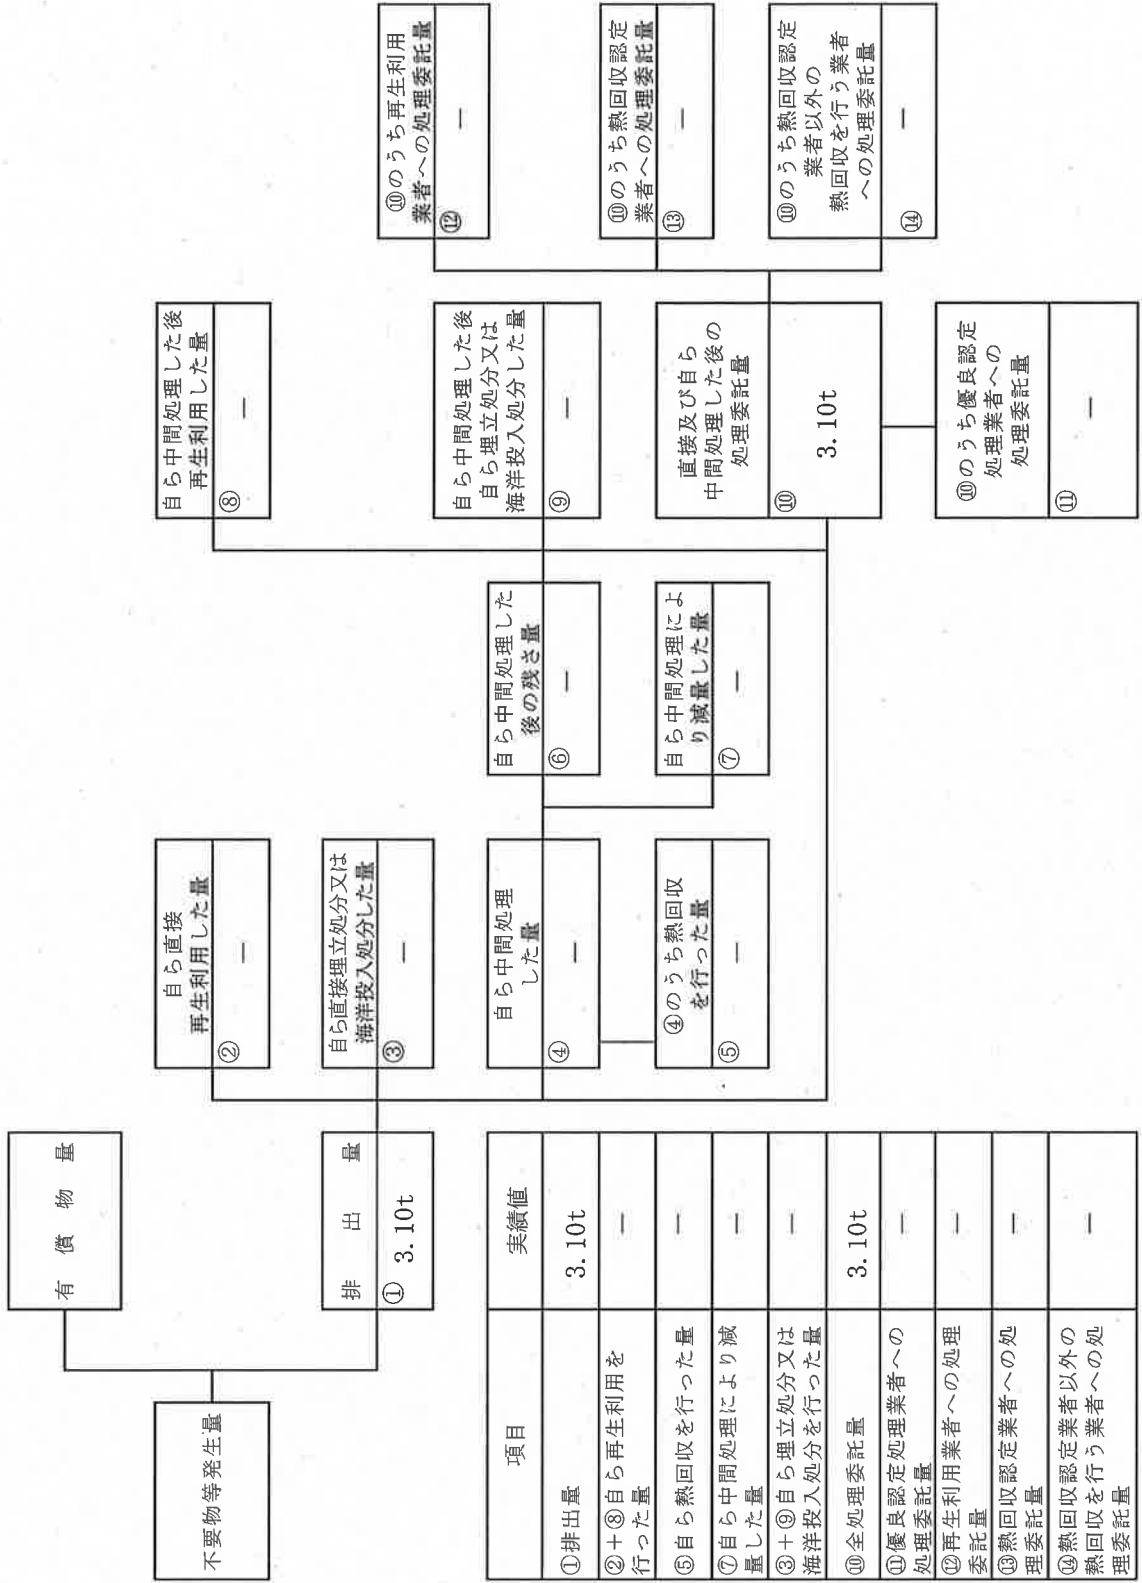 不要物等発生量
有償物量
排出量
① 3.10t
自ら直接
再生利用した量
② －
自ら直接埋立処分又は
海洋投入処分した量
③ －
自ら中間処理
した量
④ －
④のうち熱回収
を行った量
⑤ －
自ら中間処理した
後の残さ量
⑥ －
自ら中間処理によ
り減量した量
⑦ －
自ら中間処理した後
再生利用した量
⑧ －
自ら中間処理した後
自ら埋立処分又は
海洋投入処分した量
⑨ －
直接及び自ら
中間処理した後の
処理委託量
⑩ 3.10t
⑩のうち優良認定
処理業者への
処理委託量
⑪ －
⑩のうち再生利用
業者への処理委託量
⑫ －
⑩のうち熱回収認定
業者への処理委託量
⑬ －
⑩のうち熱回収認定
業者以外の
熱回収を行う業者
への処理委託量
⑭ －
項目 実績値
①排出量 3.10t
②＋⑧自ら再生利用を
行った量 －
⑤自ら熱回収を行った量 －
⑦自ら中間処理により減
量した量 －
③＋⑨自ら埋立処分又は
海洋投入処分を行った量 －
⑩全処理委託量 3.10t
⑪優良認定処理業者への
処理委託量 －
⑫再生利用業者への処理
委託量 －
⑬熱回収認定業者への処
理委託量 －
⑭熱回収認定業者以外の
熱回収を行う業者への処
理委託量 －